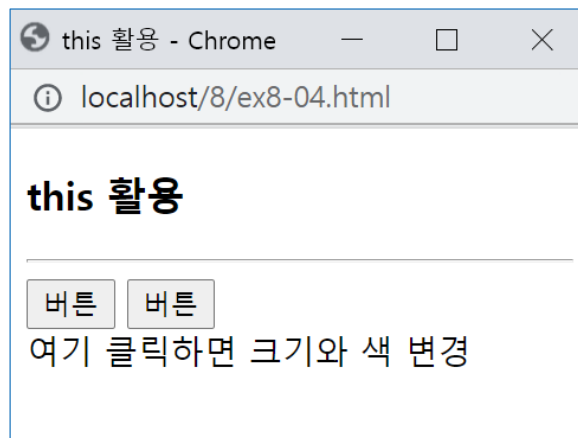 this 활용 - Chrome
localhost/8/ex8-04.html
this 활용
버튼 버튼
여기 클릭하면 크기와 색 변경